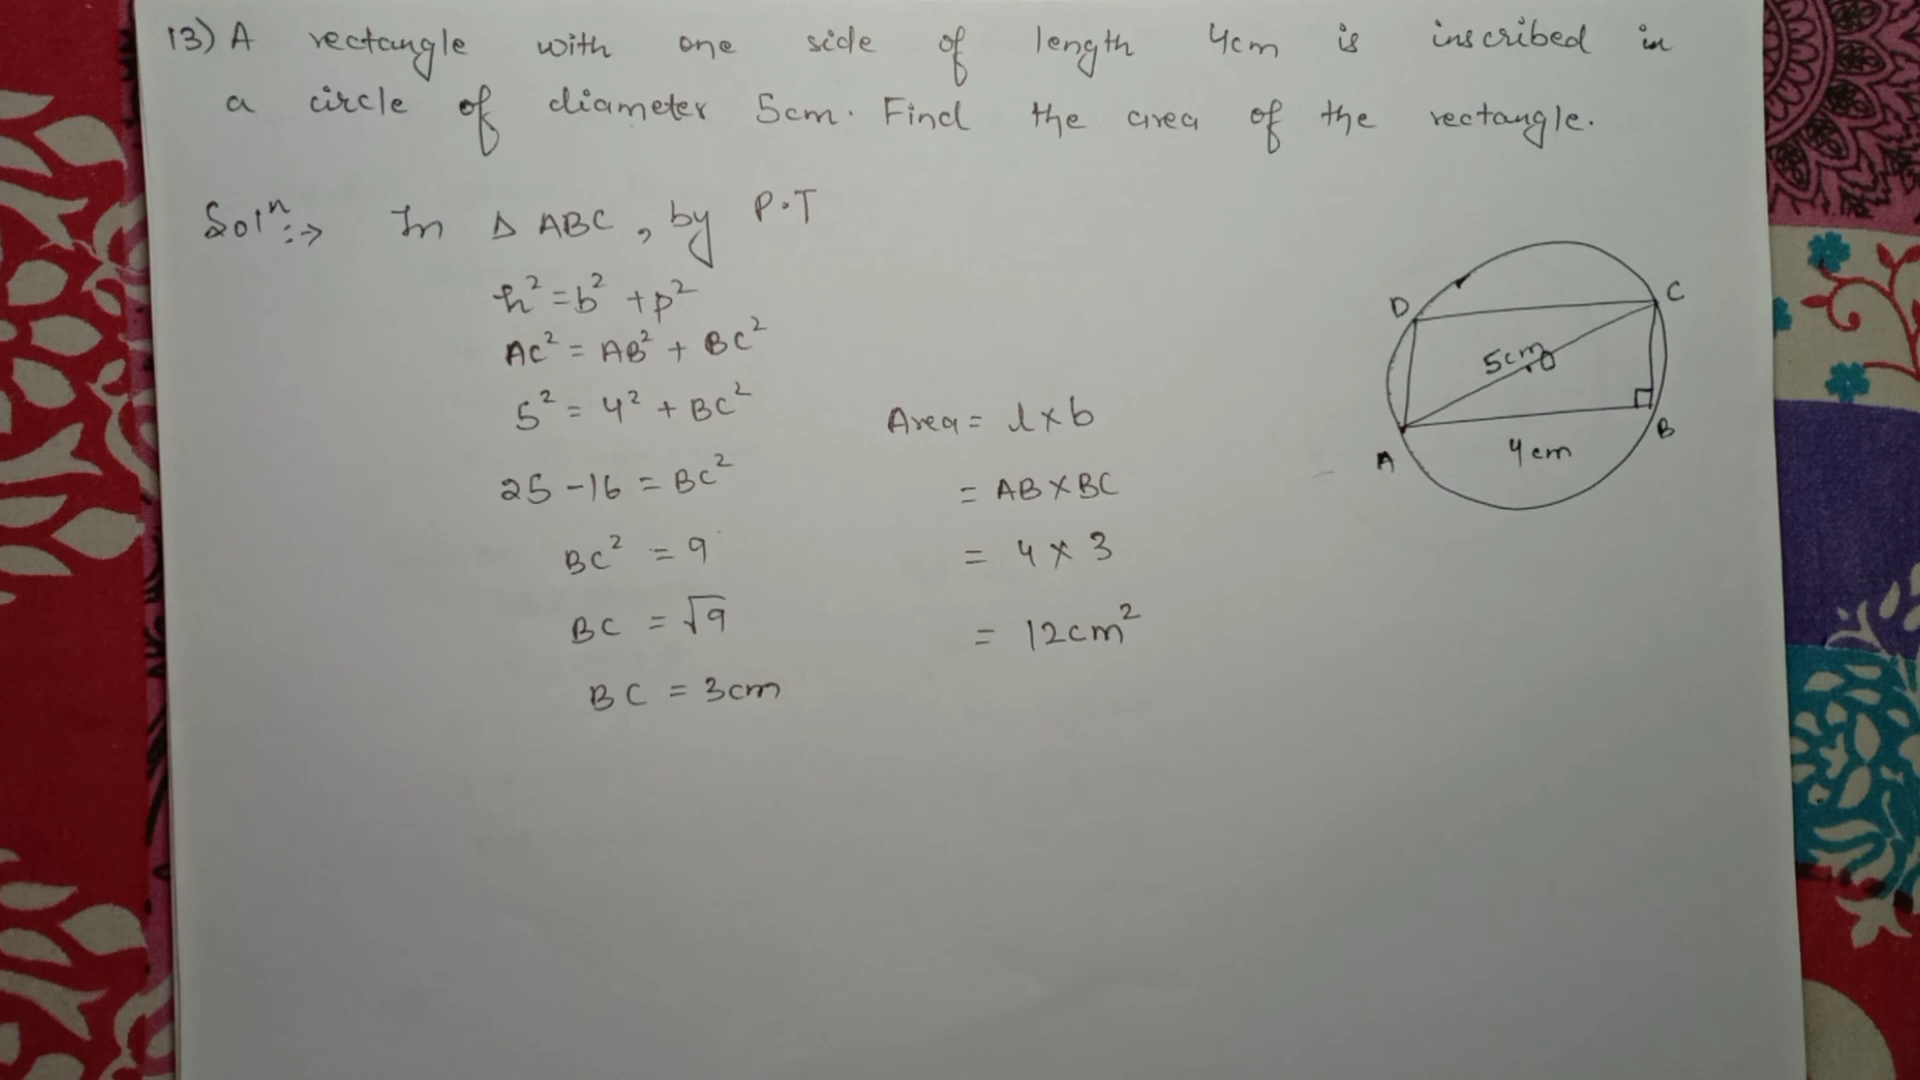 13) A rectangle with one side of length 4cm is inscribed in
a circle of diameter 5cm. Find the area of the rectangle.
Solⁿ :→ In Δ ABC, by P.T
h² = b² + p²
AC² = AB² + BC²
5² = 4² + BC²
25 - 16 = BC²
BC² = 9
BC = √9
BC = 3cm
Area = l x b
= AB X BC
= 4 x 3
= 12cm²
D
C
5cm
A
B
4cm